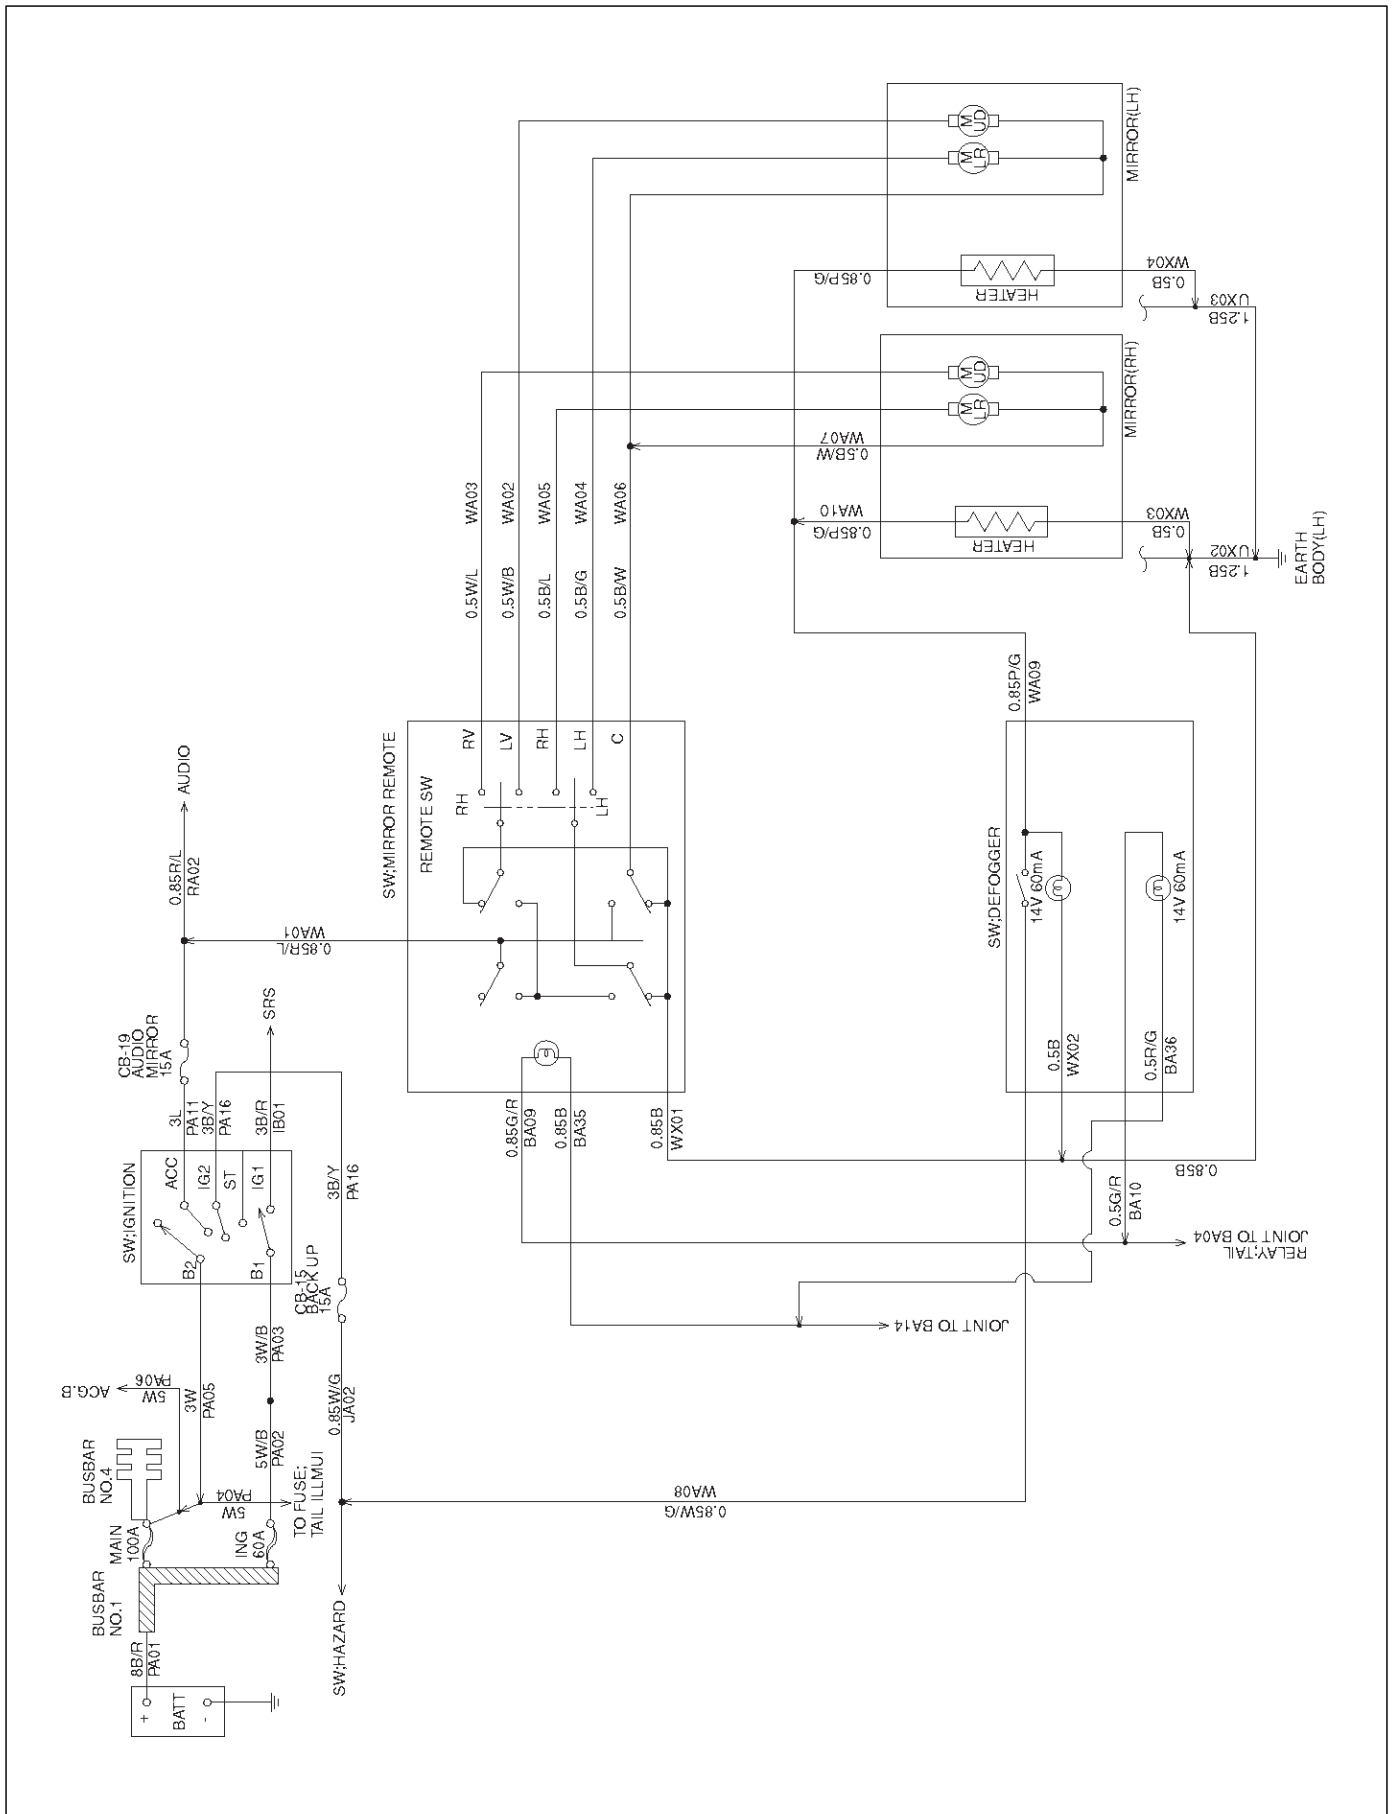 MIRROR(LH)
M
UD
M
LR
HEATER
0.85P/G
WX04
0.5B
UX03
1.25B
MIRROR(RH)
M
UD
M
LR
WA07
0.5B/W
WA10
0.85P/G
HEATER
WX03
0.5B
UX02
1.25B
EARTH
BODY(LH)
WA03
WA02
WA05
WA04
WA06
0.5W/L
0.5W/B
0.5B/L
0.5B/G
0.5B/W
0.85P/G
WA09
SW;MIRROR REMOTE
REMOTE SW
RV
LV
RH
LH
C
RH
LH
AUDIO
0.85R/L
RA02
WA01
0.85R/L
SW;DEFOGGER
14V 60mA
14V 60mA
0.5B
WX02
0.5R/G
BA36
SRS
CB-19
AUDIO
MIRROR
15A
3L
PA11
3B/Y
PA16
3B/R
IB01
0.85G/R
BA09
0.85B
BA35
0.85B
WX01
0.85B
SW;IGNITION
ACC
IG2
ST
IG1
B2
B1
3B/Y
PA16
CB-15
BACK UP
15A
0.5G/R
BA10
RELAY;TAIL
JOINT TO BA04
JOINT TO BA14
3W/B
PA03
ACG.B
PA06
5W
3W
PA05
0.85W/G
JA02
5W/B
PA02
BUSBAR
NO.4
PA04
5W
TO FUSE;
TAIL ILLMUI
WA08
0.85W/G
MAIN
100A
ING
60A
BUSBAR
NO.1
SW;HAZARD
8B/R
PA01
+
BATT
-